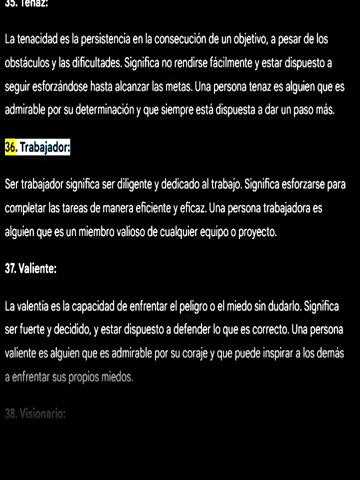 35. Tenaz:
La tenacidad es la persistencia en la consecución de un objetivo, a pesar de los
obstáculos y las dificultades. Significa no rendirse fácilmente y estar dispuesto a
seguir esforzándose hasta alcanzar las metas. Una persona tenaz es alguien que es
admirable por su determinación y que siempre está dispuesta a dar un paso más.
36. Trabajador:
Ser trabajador significa ser diligente y dedicado al trabajo. Significa esforzarse para
completar las tareas de manera eficiente y eficaz. Una persona trabajadora es
alguien que es un miembro valioso de cualquier equipo o proyecto.
37. Valiente:
La valentía es la capacidad de enfrentar el peligro o el miedo sin dudarlo. Significa
ser fuerte y decidido, y estar dispuesto a defender lo que es correcto. Una persona
valiente es alguien que es admirable por su coraje y que puede inspirar a los demás
a enfrentar sus propios miedos.
38. Visionario: